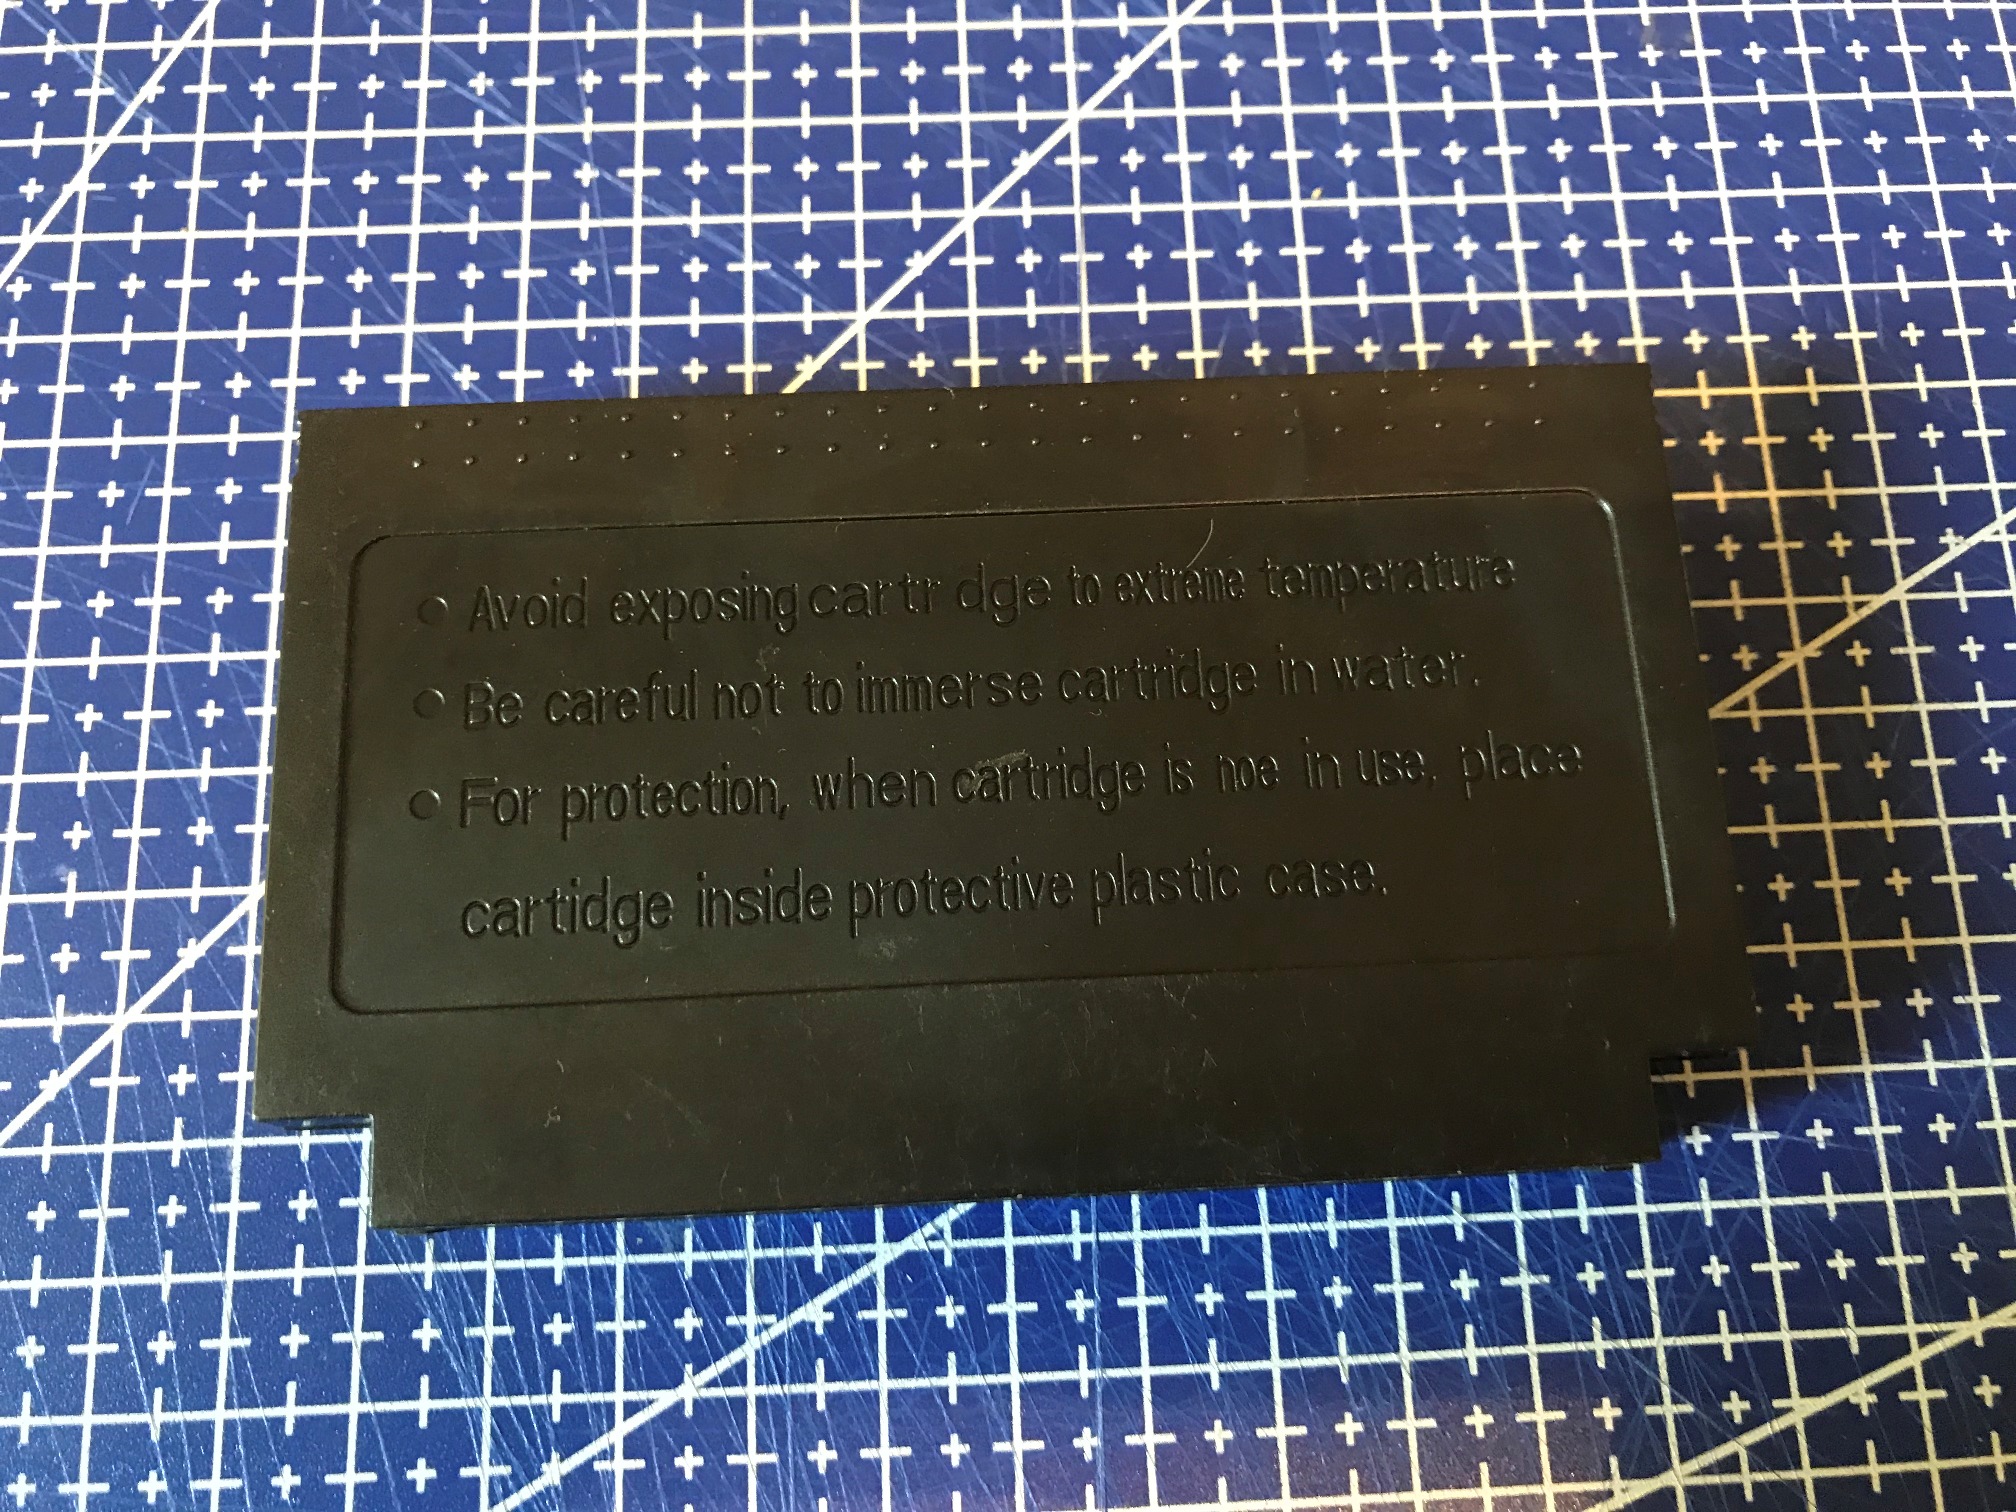 ○ Avoid exposing cartr dge to extreme temperature
○ Be careful not to immerse cartridge in water.
○ For protection, when cartridge is noe in use, place
cartidge inside protective plastic case.